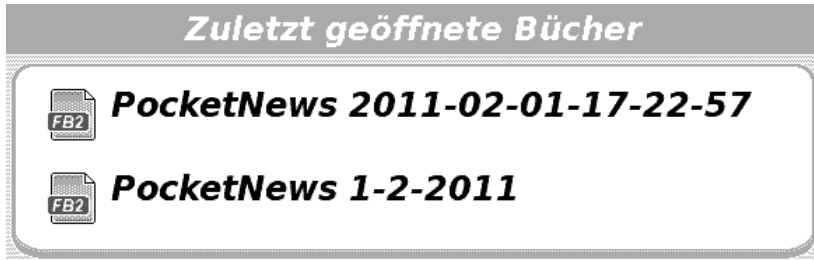 Zuletzt geöffnete Bücher
FB2 PocketNews 2011-02-01-17-22-57
FB2 PocketNews 1-2-2011